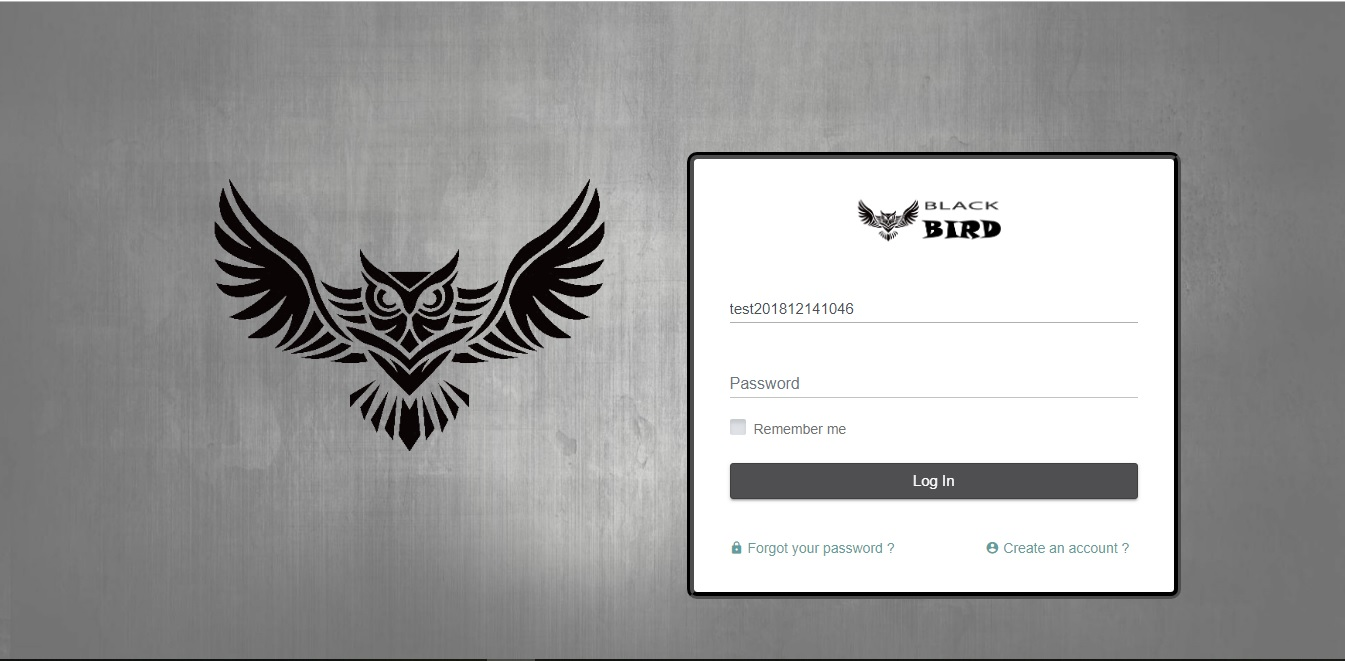 BLACK
BIRD
test201812141046
Password
Remember me
Log In
Forgot your password ?
Create an account ?